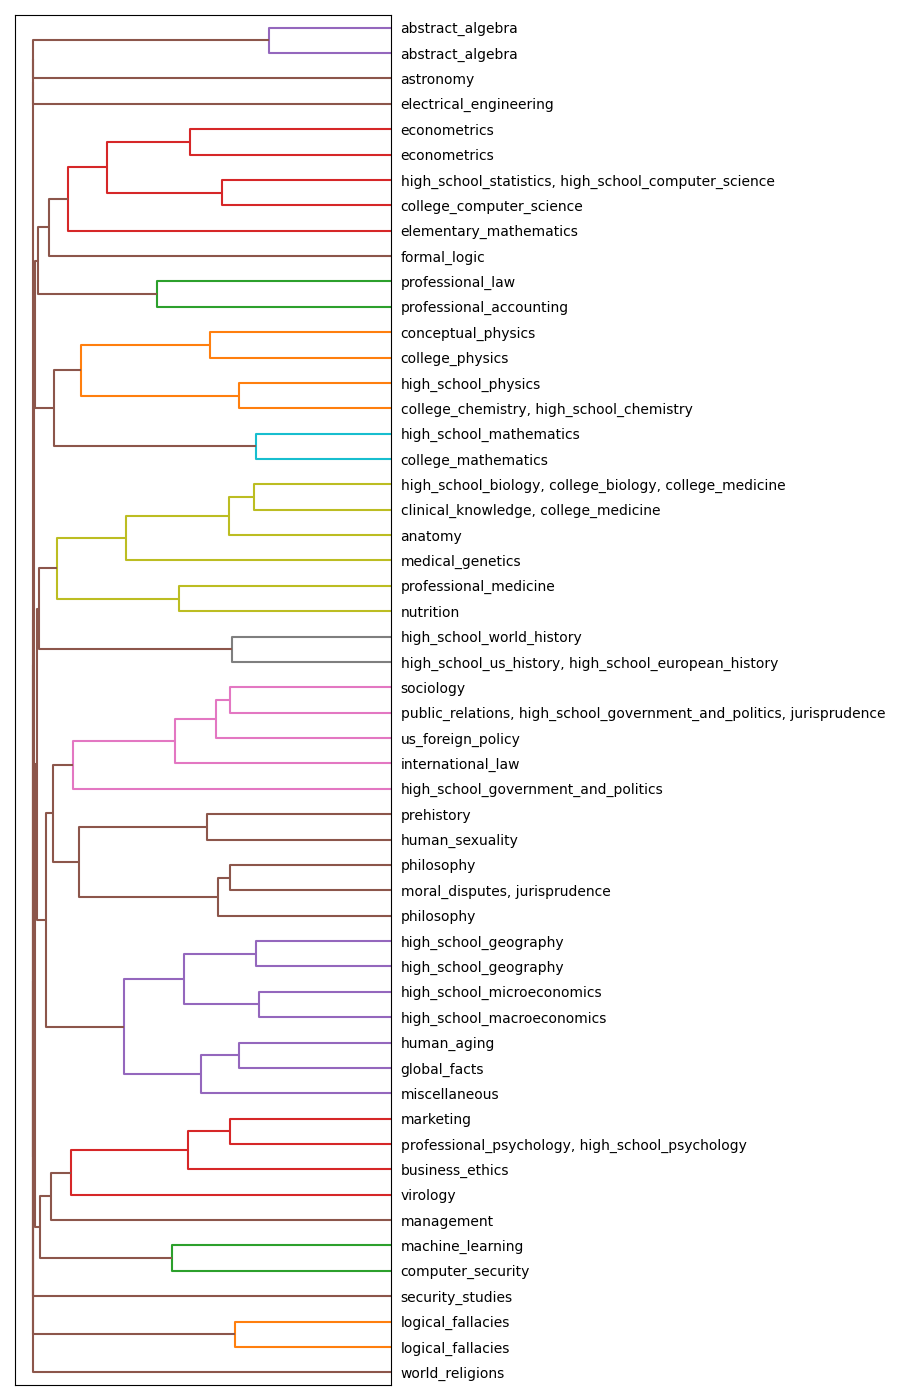 abstract_algebra
abstract_algebra
astronomy
electrical_engineering
econometrics
econometrics
high_school_statistics, high_school_computer_science
college_computer_science
elementary_mathematics
formal_logic
professional_law
professional_accounting
conceptual_physics
college_physics
high_school_physics
college_chemistry, high_school_chemistry
high_school_mathematics
college_mathematics
high_school_biology, college_biology, college_medicine
clinical_knowledge, college_medicine
anatomy
medical_genetics
professional_medicine
nutrition
high_school_world_history
high_school_us_history, high_school_european_history
sociology
public_relations, high_school_government_and_politics, jurisprudence
us_foreign_policy
international_law
high_school_government_and_politics
prehistory
human_sexuality
philosophy
moral_disputes, jurisprudence
philosophy
high_school_geography
high_school_geography
high_school_microeconomics
high_school_macroeconomics
human_aging
global_facts
miscellaneous
marketing
professional_psychology, high_school_psychology
business_ethics
virology
management
machine_learning
computer_security
security_studies
logical_fallacies
logical_fallacies
world_religions